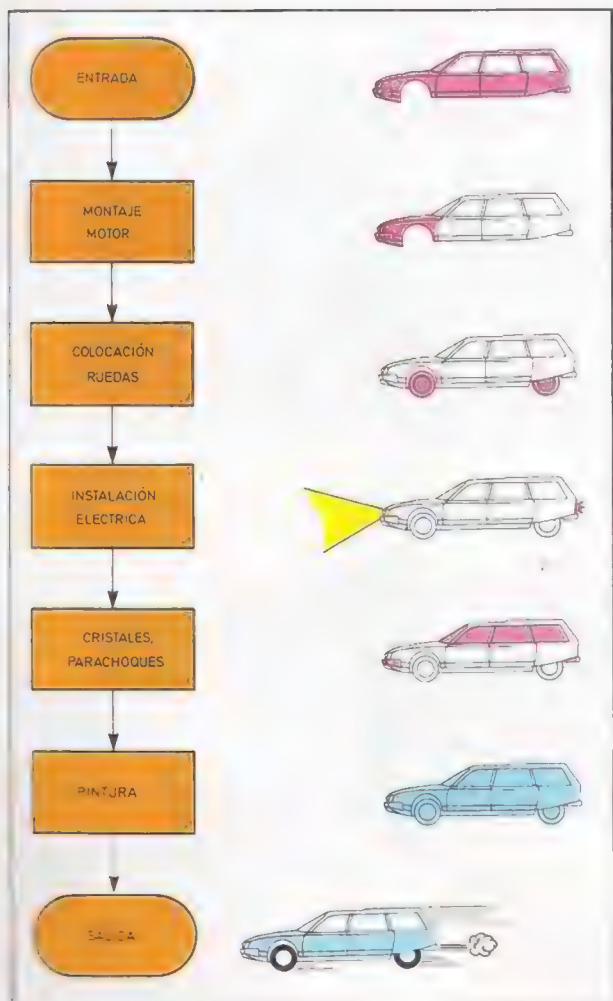 ENTRADA
MONTAJE
MOTOR
COLOCACIÓN
RUEDAS
INSTALACIÓN
ELECTRICA
CRISTALES,
PARACHOQUES
PINTURA
SALIDA